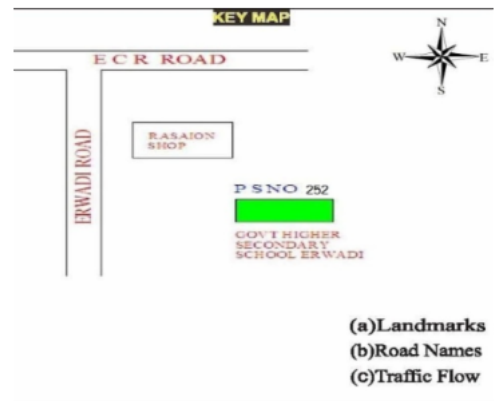 KEY MAP
N
W E
S
E C R ROAD
ERWADI ROAD
RASAION
SHOP
P S NO 252
GOVT HIGHER
SECONDARY
SCHOOL ERWADI
(a)Landmarks
(b)Road Names
(c)Traffic Flow